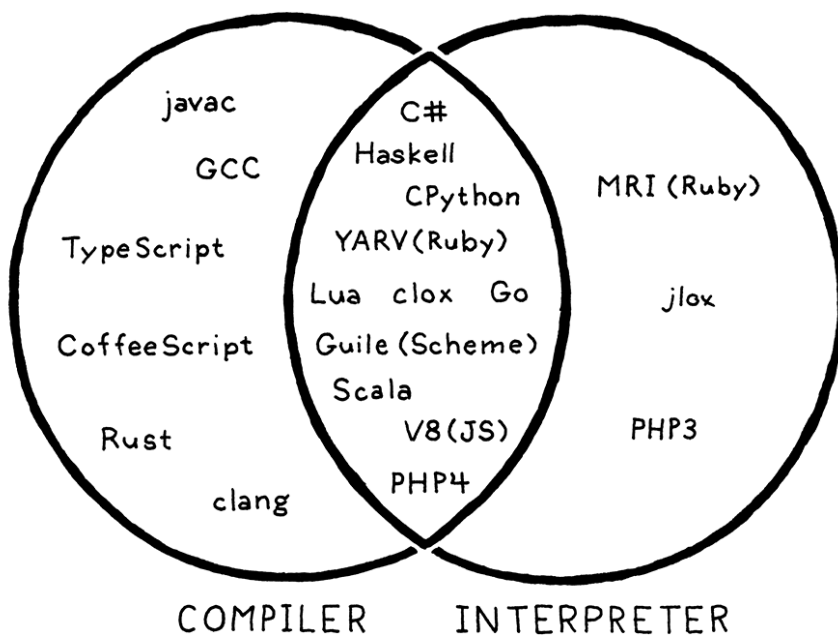 javac
GCC
TypeScript
CoffeeScript
Rust
clang
C#
Haskell
CPython
YARV(Ruby)
Lua clox Go
Guile (Scheme)
Scala
V8(JS)
PHP4
MRI (Ruby)
jlox
PHP3
COMPILER INTERPRETER